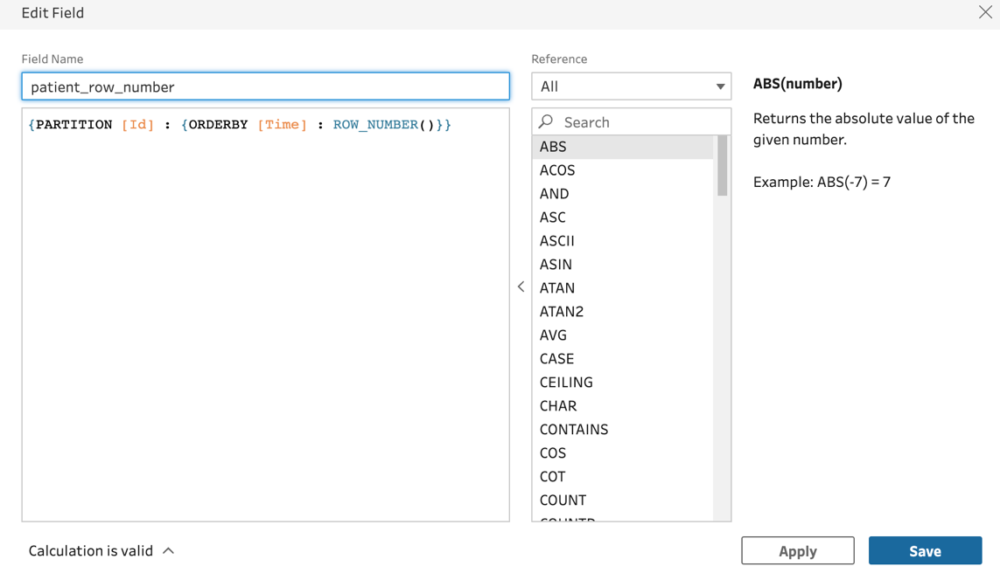 Edit Field
Field Name
patient_row_number
{PARTITION [Id] : {ORDERBY [Time] : ROW_NUMBER()}}
Reference
All
Search
ABS
ACOS
AND
ASC
ASCII
ASIN
ATAN
ATAN2
AVG
CASE
CEILING
CHAR
CONTAINS
COS
COT
COUNT
COUNTD
ABS(number)
Returns the absolute value of the
given number.
Example: ABS(-7) = 7
Calculation is valid
Apply
Save